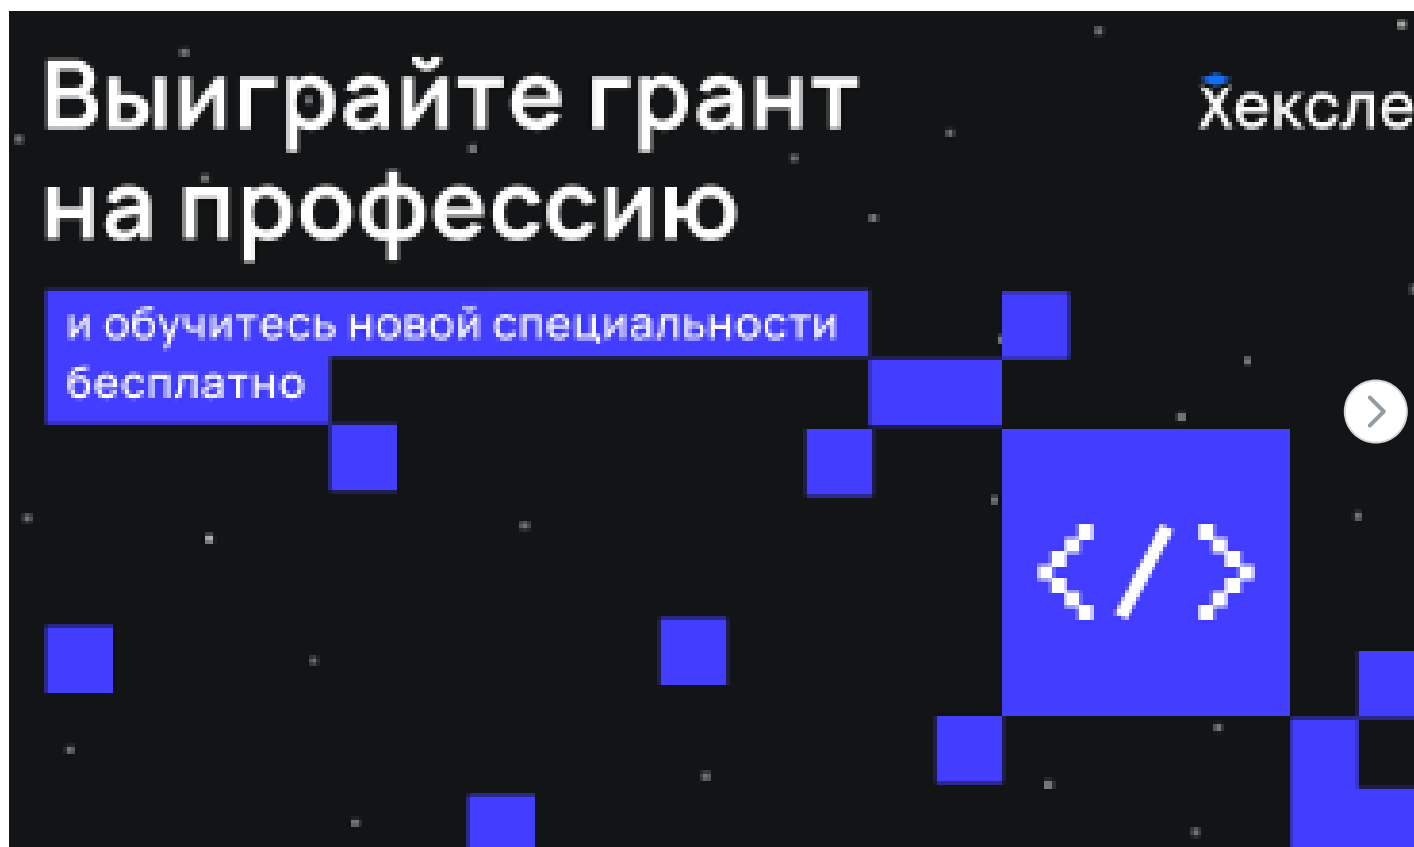 Выиграйте грант
на профессию
Хексле
и обучитесь новой специальности
бесплатно
</>